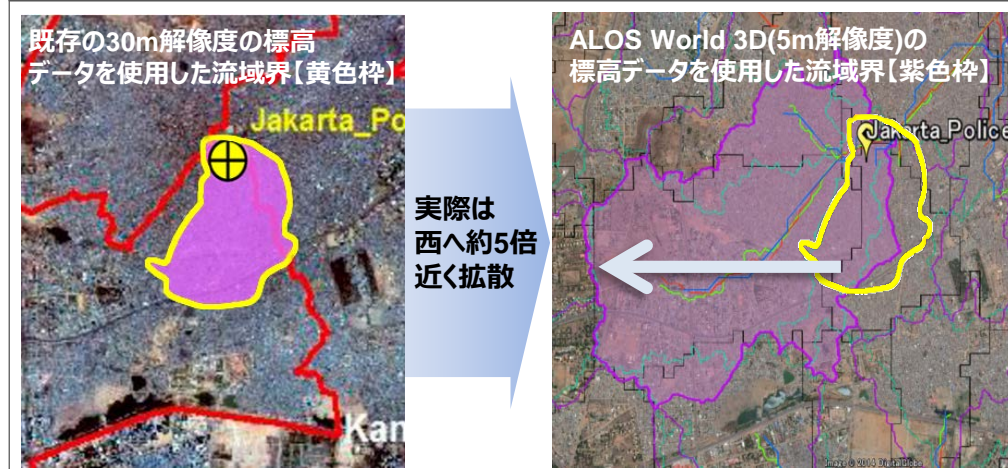 既存の30m解像度の標高
データを使用した流域界【黄色枠】
Jakarta_Po
Kan
実際は
西へ約5倍
近く拡散
ALOS World 3D(5m解像度)の
標高データを使用した流域界【紫色枠】
Jakarta_Police
Image © 2014 DigitalGlobe